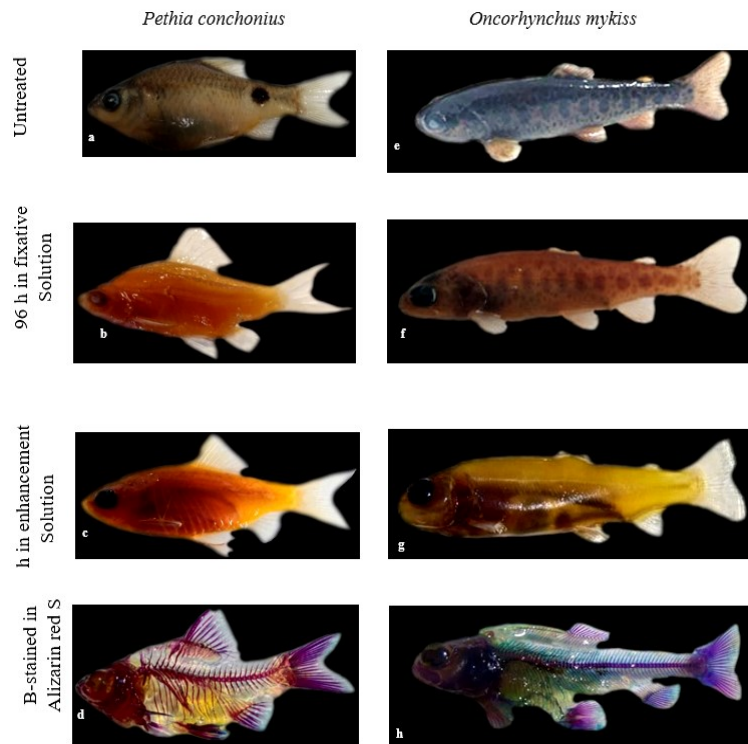 Pethia conchonius
Oncorhynchus mykiss
Untreated
a
e
96 h in fixative
Solution
b
f
h in enhancement
Solution
c
g
B-stained in
Alizarin red S
d
h